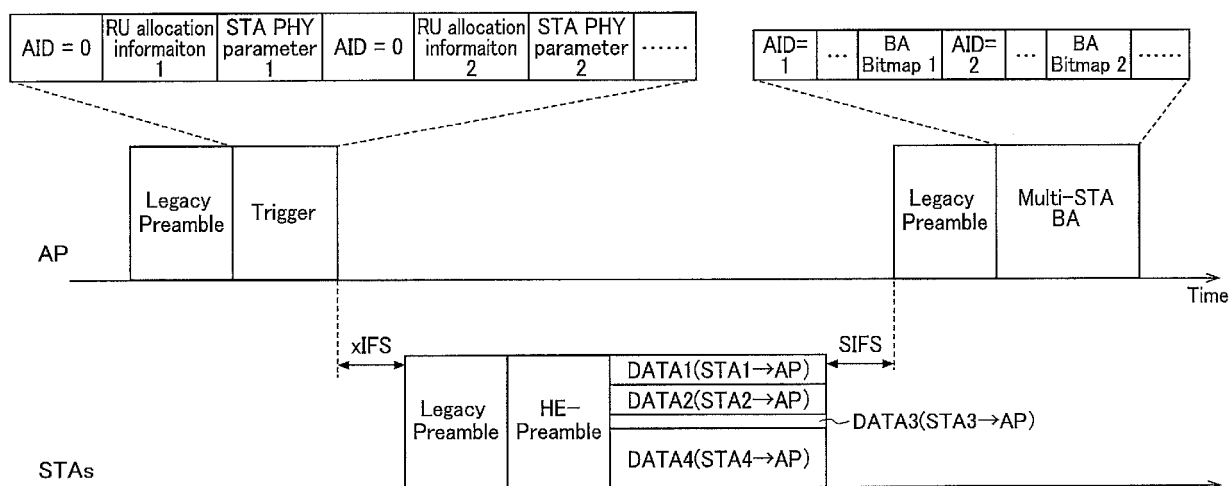 AID = 0
RU allocation
informaiton
1
STA PHY
parameter
1
AID = 0
RU allocation
informaiton
2
STA PHY
parameter
2
......
AID=
1
...
BA
Bitmap 1
AID=
2
...
BA
Bitmap 2
......
Legacy
Preamble
Trigger
Legacy
Preamble
Multi-STA
BA
AP
Time
xIFS
SIFS
Legacy
Preamble
HE-
Preamble
DATA1(STA1→AP)
DATA2(STA2→AP)
DATA3(STA3→AP)
DATA4(STA4→AP)
STAs